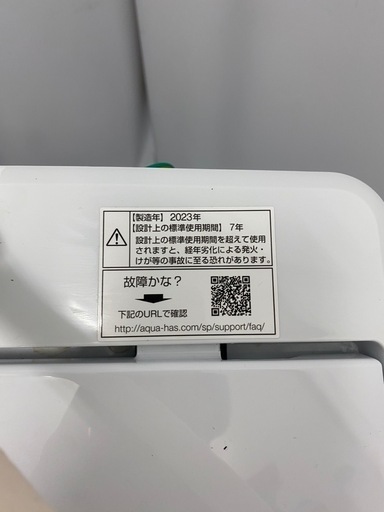 【製造年】2023年
【設計上の標準使用期間】7年
設計上の標準使用期間を超えて使用
されますと、経年劣化による発火・
けが等の事故に至る恐れがあります。
故障かな？
下記のURLで確認
http://aqua-has.com/sp/support/faq/